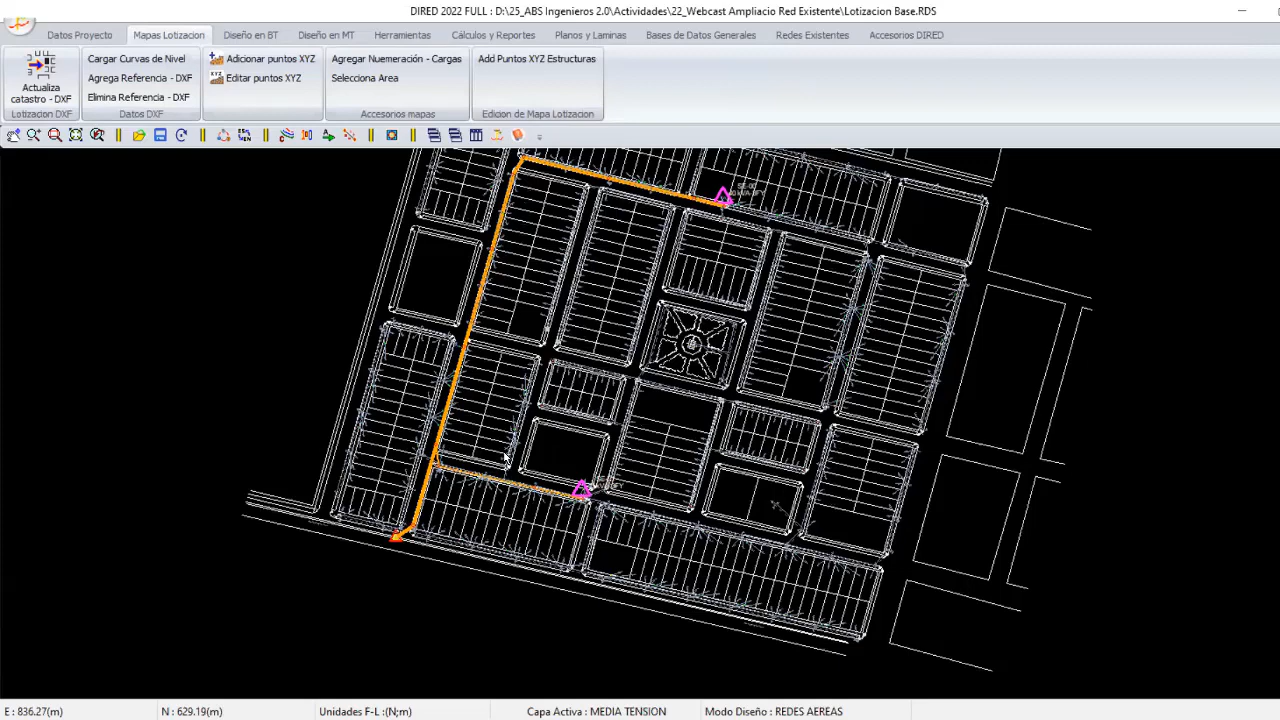 DIRED 2022 FULL : D:\25_ABS Ingenieros 2.0\Actividades\22_Webcast Ampliacio Red Existente\Lotizacion Base.RDS
Datos Proyecto
Mapas Lotizacion
Diseño en BT
Diseño en MT
Herramientas
Cálculos y Reportes
Planos y Laminas
Bases de Datos Generales
Redes Existentes
Accesorios DIRED
Actualiza
catastro - DXF
Lotizacion DXF
Cargar Curvas de Nivel
Agrega Referencia - DXF
Elimina Referencia - DXF
Datos DXF
Adicionar puntos XYZ
Editar puntos XYZ
Agregar Nuemeración - Cargas
Selecciona Area
Accesorios mapas
Add Puntos XYZ Estructuras
Edicion de Mapa Lotizacion
E : 836.27(m)
N : 629.19(m)
Unidades F-L :(N;m)
Capa Activa : MEDIA TENSION
Modo Diseño : REDES AEREAS